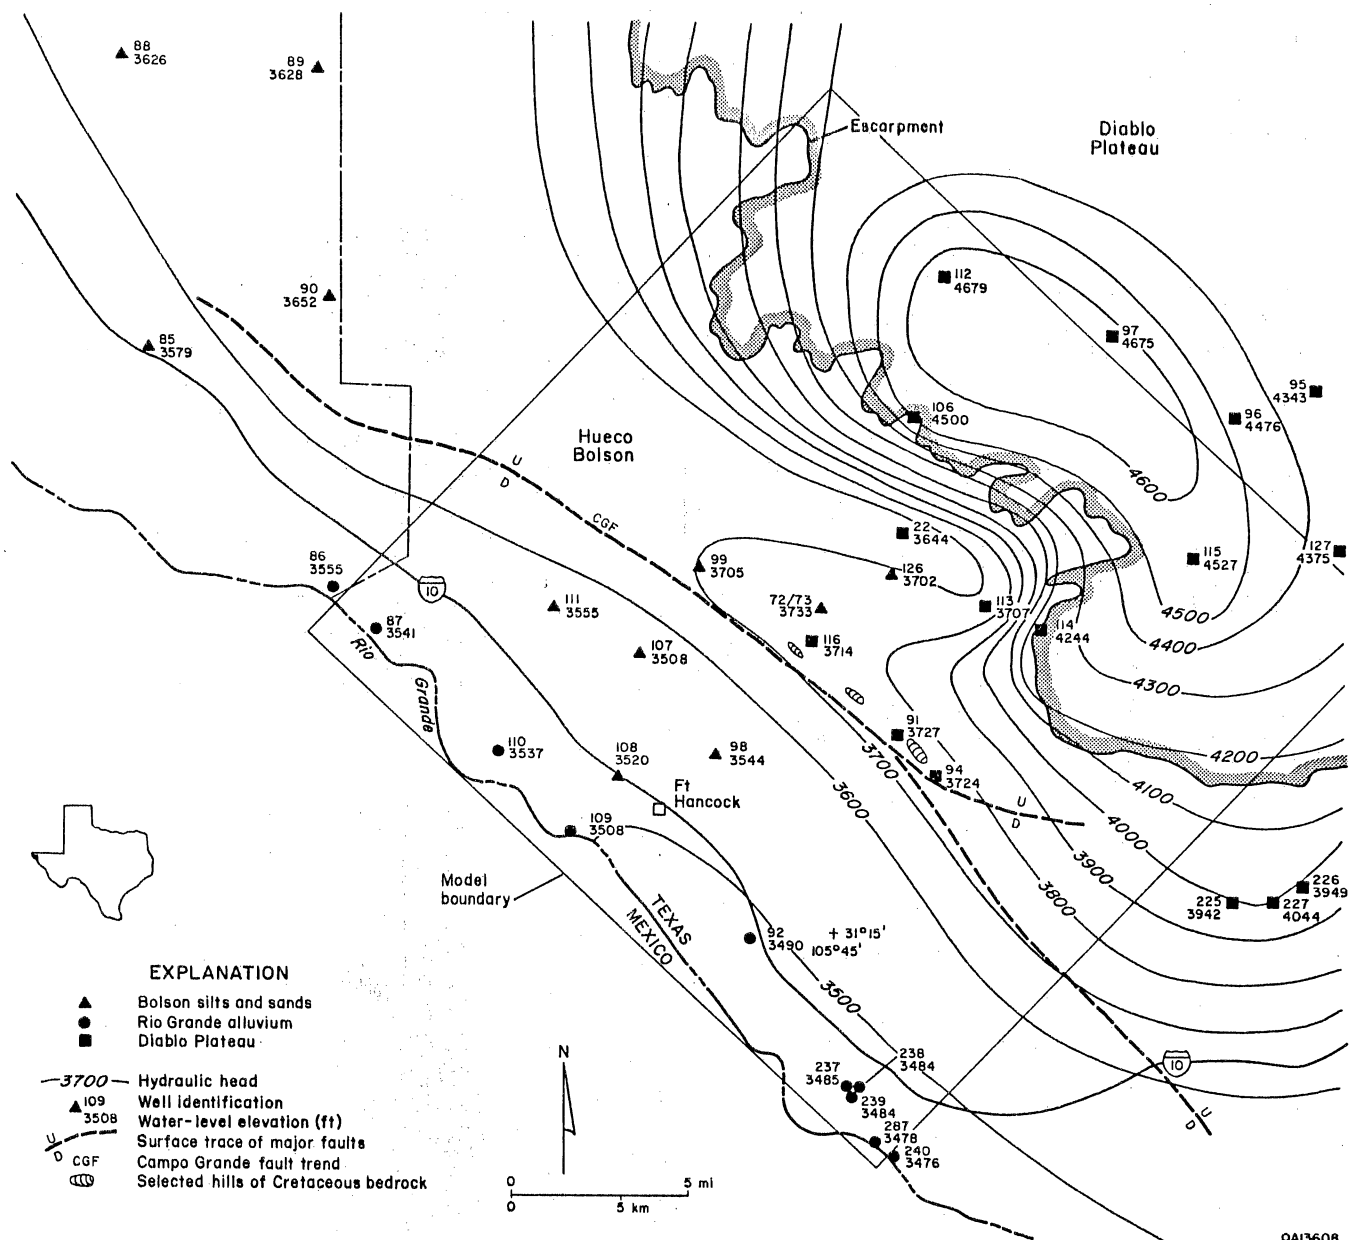 88
3626
89
3628
Escarpment
Diablo
Plateau
90
3652
112
4679
85
3579
97
4675
95
4343
96
4476
106
4500
Hueco
Bolson
U
D
CGF
4600
22
3644
86
3555
99
3705
126
3702
115
4527
127
4375
10
111
3555
72/73
3733
113
3707
4500
87
3541
107
3508
116
3714
114
4244
4400
Rio
Grande
4300
91
3727
110
3537
108
3520
98
3544
3700
94
3724
4200
Ft
Hancock
3600
U
D
4100
109
3508
4000
3900
Model
boundary
3800
226
3949
225
3942
227
4044
TEXAS
MEXICO
92
3490
+ 31°15'
105°45'
3500
EXPLANATION
Bolson silts and sands
Rio Grande alluvium
Diablo Plateau
N
237
3485
238
3484
10
3700
Hydraulic head
109
3508
Well identification
Water-level elevation (ft)
239
3484
U
D
U
D
Surface trace of major faults
287
3478
CGF
Campo Grande fault trend
240
3476
Selected hills of Cretaceous bedrock
0
5 mi
0
5 km
QA13608